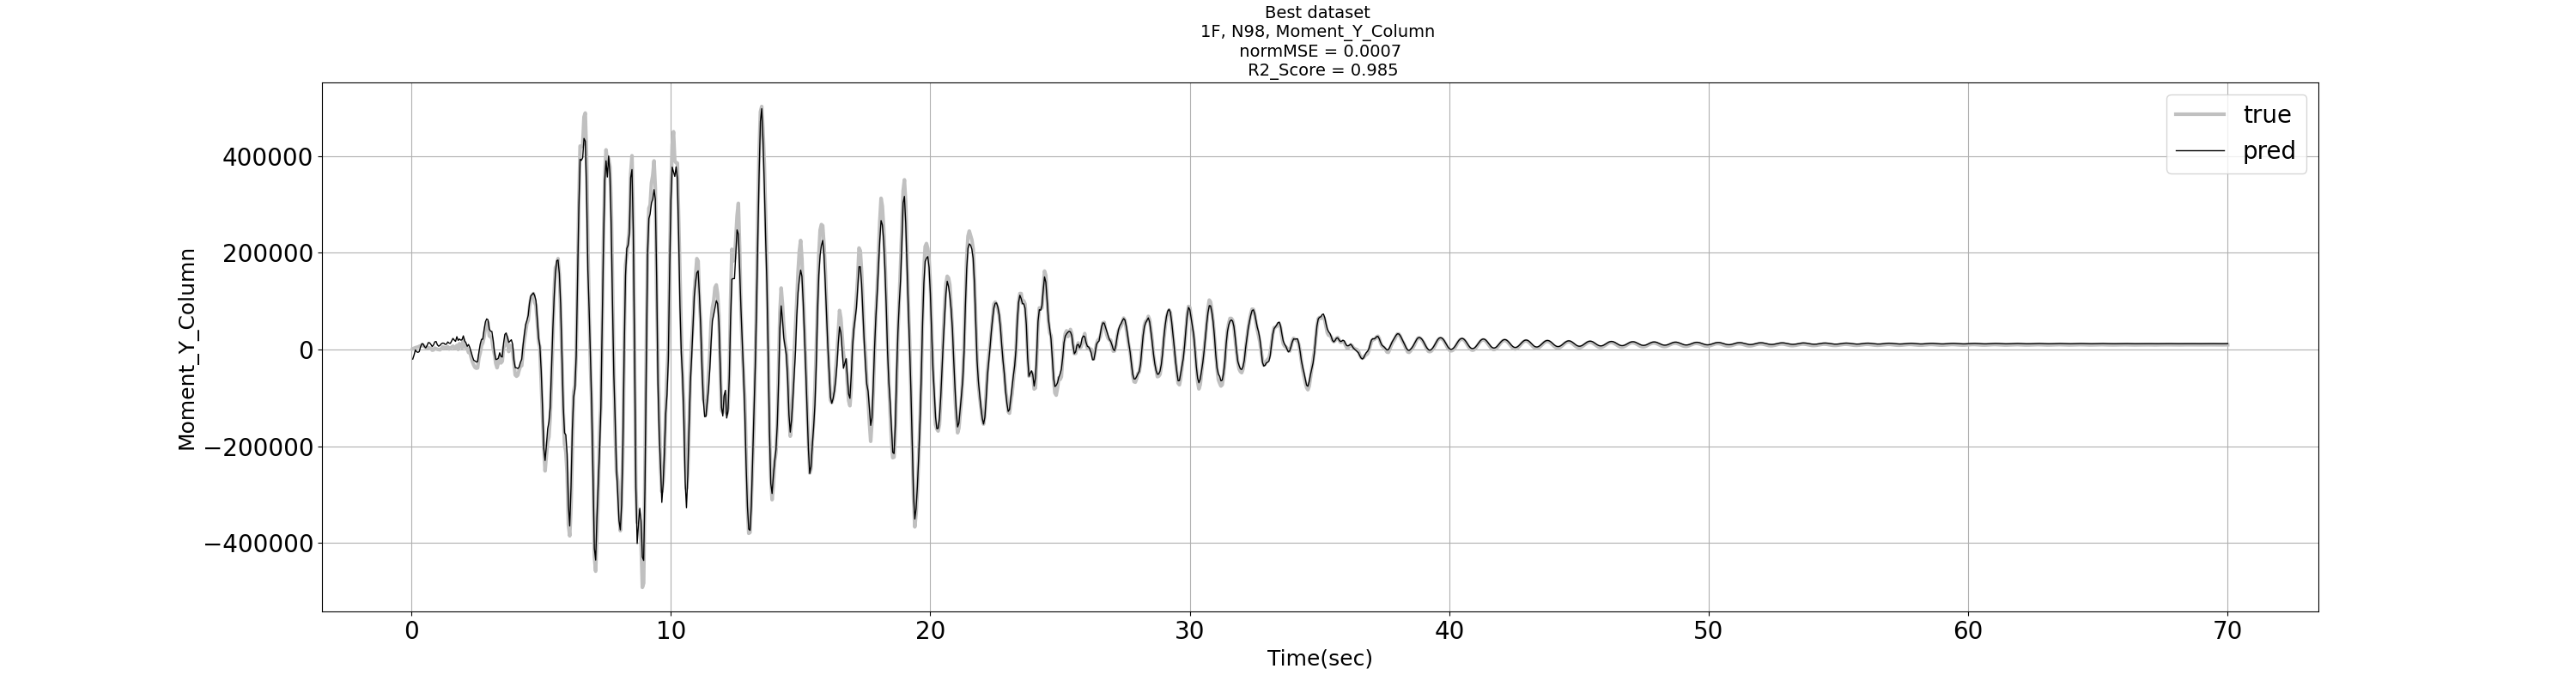 Best dataset
1F, N98, Moment_Y_Column
normMSE = 0.0007
R2_Score = 0.985
true
pred
400000
200000
0
−200000
−400000
Moment_Y_Column
0 10 20 30 40 50 60 70
Time(sec)